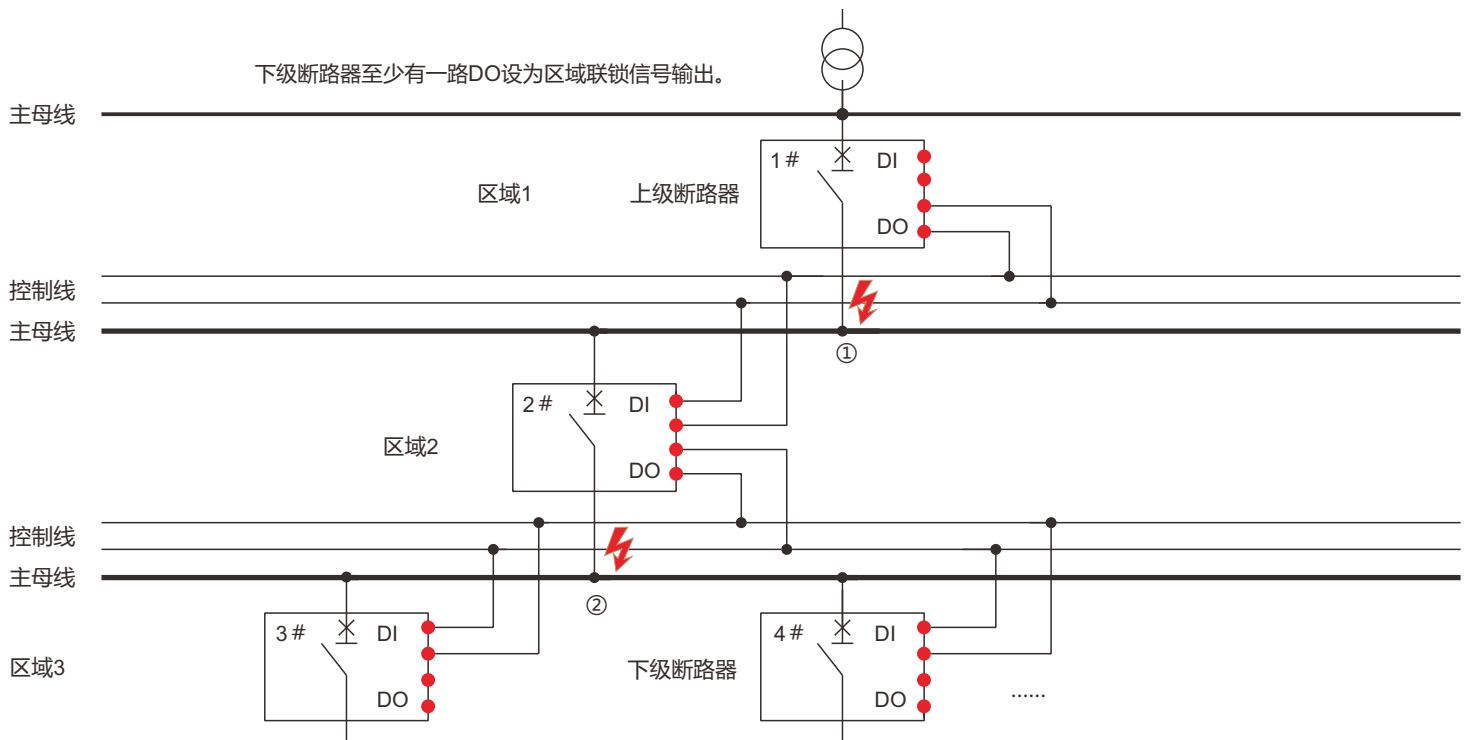 下级断路器至少有一路DO设为区域联锁信号输出。
主母线
1# DI
区域1 上级断路器
DO
控制线
主母线
①
2# DI
区域2
DO
控制线
主母线
②
3# DI
4# DI
区域3
下级断路器
DO
DO
......